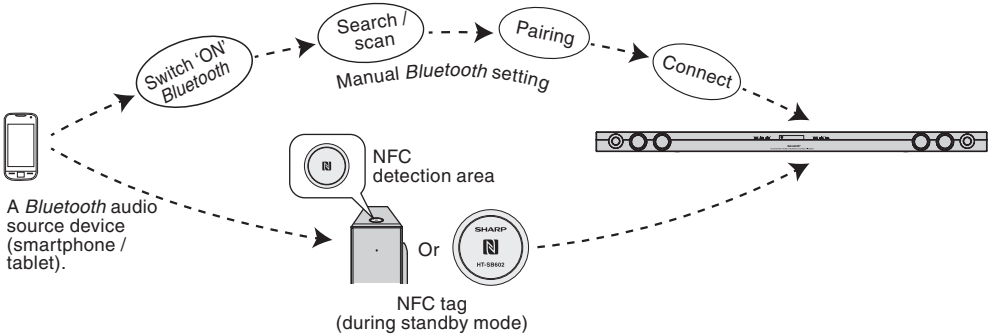 Switch 'ON'
Bluetooth
Search /
scan
Pairing
Connect
Manual Bluetooth setting
A Bluetooth audio
source device
(smartphone /
tablet).
NFC
detection area
Or
SHARP
HT-SB602
NFC tag
(during standby mode)
SHARP